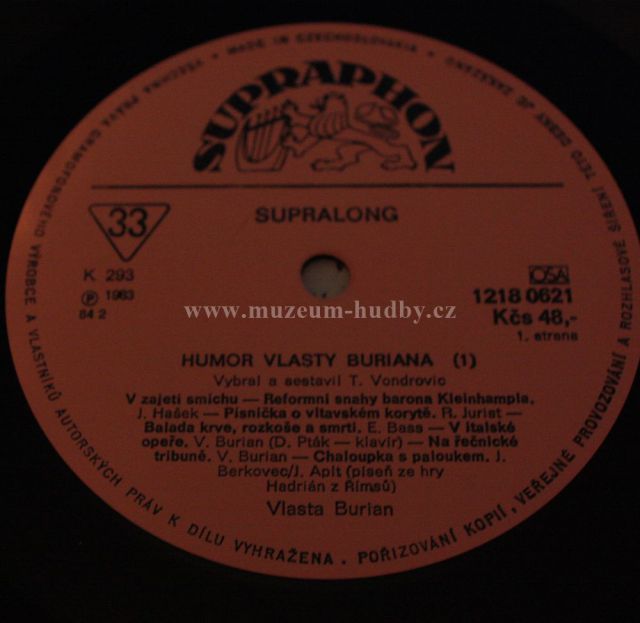 VŠECHNA PRÁVA GRAMOFONOVÉHO VÝROBCE A VLASTNÍKŮ AUTORSKÝCH PRÁV K DÍLU VYHRAŽENA . POŘIZOVÁNÍ KOPIÍ, VEŘEJNÉ PROVOZOVÁNÍ A ROZHLASOVÉ ŠÍŘENÍ TÉTO DESKY JE ZAKÁZÁNO • MADE IN CZECHOSLOVAKIA •
SUPRAPHON
33
SUPRALONG
K 293
OSA
Ⓟ 1983
1218 0621
84 2
Kčs 48,-
www.muzeum-hudby.cz
1. strana
HUMOR VLASTY BURIANA (1)
Vybral a sestavil T. Vondrovic
V zajetí smíchu — Reformní snahy barona Kleinhampla.
J. Hašek — Písnička o vltavském korytě. R. Jurist —
Balada krve, rozkoše a smrti. E. Bass — V italské
opeře. V. Burian (D. Pták — klavír) — Na řečnické
tribuně. V. Burian — Chaloupka s paloukem. J.
Berkovec/J. Aplt (píseň ze hry
Hadrián z Římsů)
Vlasta Burian